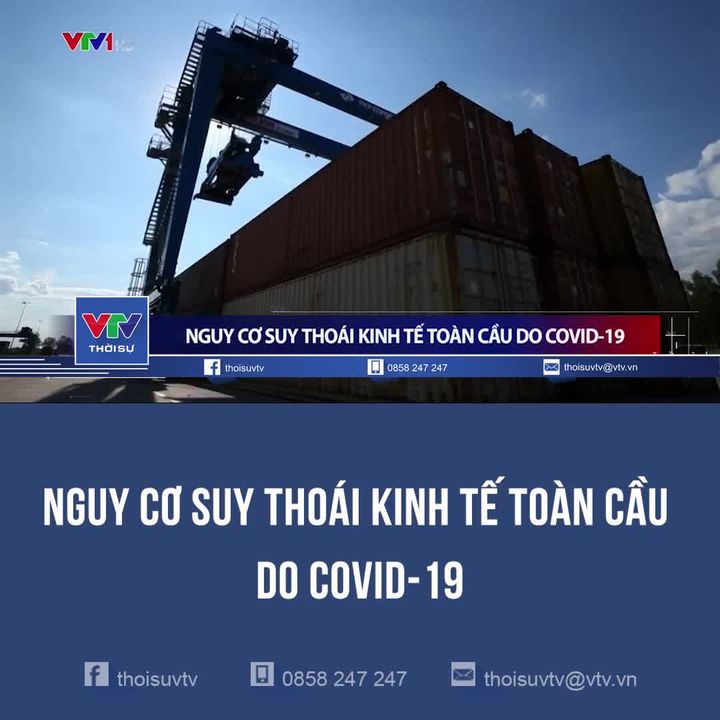 VTV1 HD
VTV
THỜI SỰ
NGUY CƠ SUY THOÁI KINH TẾ TOÀN CẦU DO COVID-19
thoisuvtv 0858 247 247 thoisuvtv@vtv.vn
NGUY CƠ SUY THOÁI KINH TẾ TOÀN CẦU
DO COVID-19
thoisuvtv 0858 247 247 thoisuvtv@vtv.vn